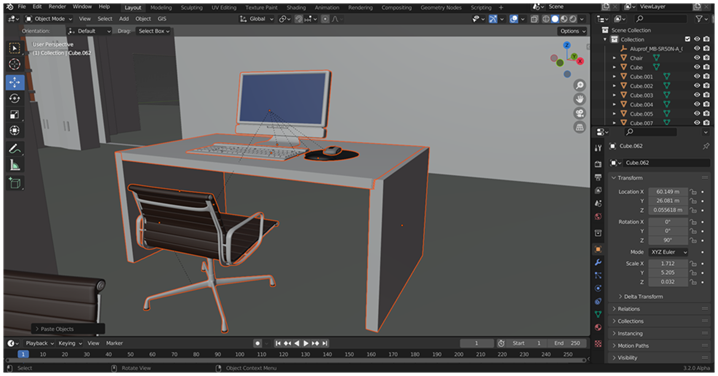 File Edit Render Window Help Layout Modeling Sculpting UV Editing Texture Paint Shading Animation Rendering Compositing Geometry Nodes Scripting Scene ViewLayer
Object Mode View Select Add Object GIS Global
Orientation: Default Drag: Select Box Options
User Perspective
(1) Collection | Cube.062
Scene Collection
Collection
Aluprof_MB-SR50N-A_I
Chair
Cube
Cube.001
Cube.002
Cube.003
Cube.004
Cube.005
Cube.007
Cube.062
Cube.062
Transform
Location X 60.149 m
Y 26.081 m
Z 0.055618 m
Rotation X 0°
Y 0°
Z 90°
Mode XYZ Euler
Scale X 1.712
Y 5.205
Z 0.032
Delta Transform
Relations
Collections
Instancing
Motion Paths
Visibility
Paste Objects
Playback Keying View Marker 1 Start 1 End 250
1 10 20 30 40 50 60 70 80 90 100 110 120 130 140 150 160 170 180 190 200 210 220 230 240 250
Select Rotate View Object Context Menu 3.2.0 Alpha